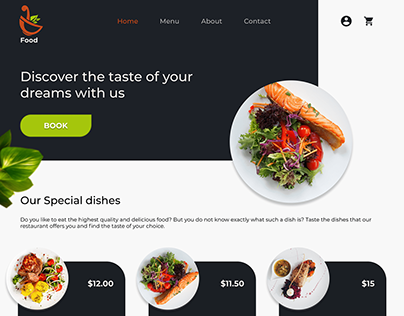 Food
Home Menu About Contact
Discover the taste of your
dreams with us
BOOK
Our Special dishes
Do you like to eat the highest quality and delicious food? But you do not know exactly what such a dish is? Taste the dishes that our
restaurant offers you and find the taste of your choice.
$12.00 $11.50 $15